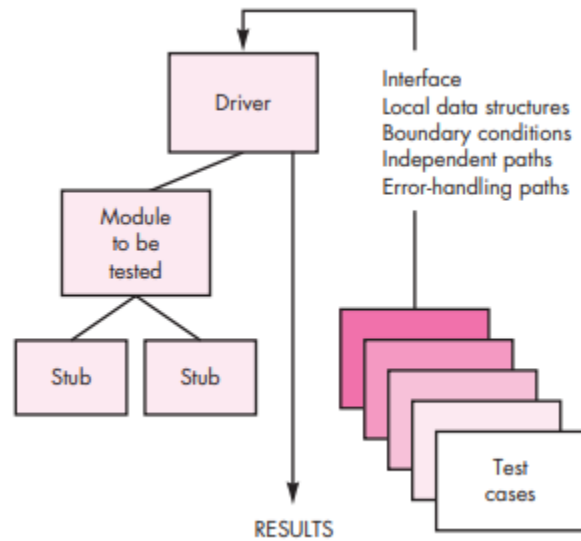 Driver
Interface
Local data structures
Boundary conditions
Independent paths
Error-handling paths
Module
to be
tested
Stub
Stub
Test
cases
RESULTS